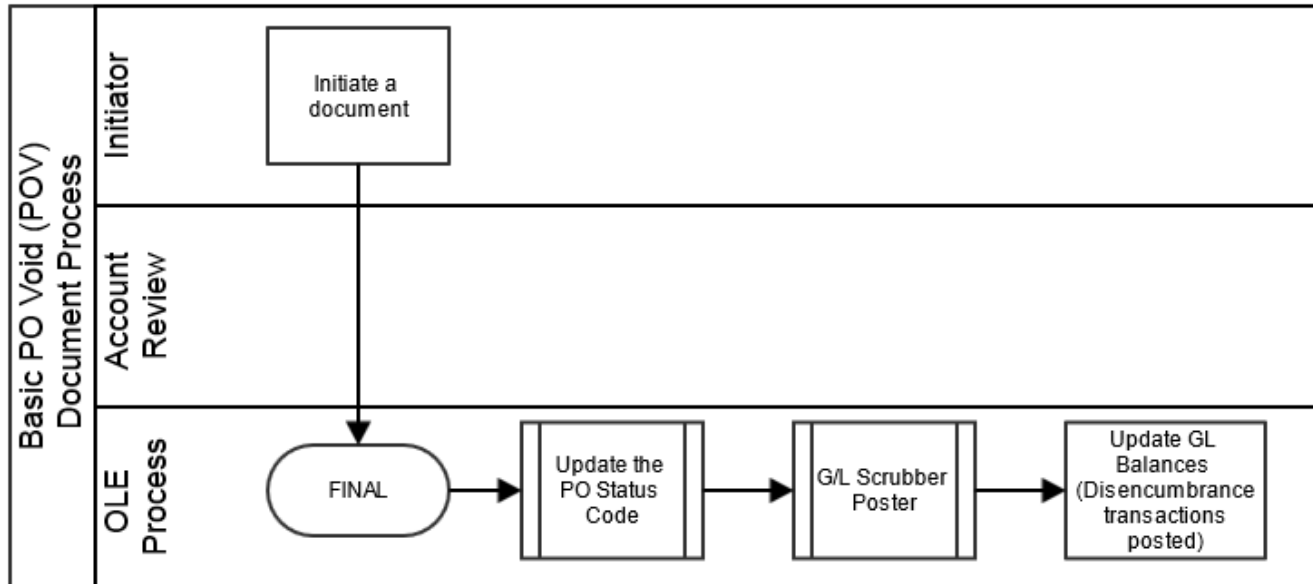 Basic PO Void (POV)
Document Process
Initiator
Initiate a
document
Account
Review
OLE
Process
FINAL
Update the
PO Status
Code
G/L Scrubber
Poster
Update GL
Balances
(Disencumbrance
transactions
posted)